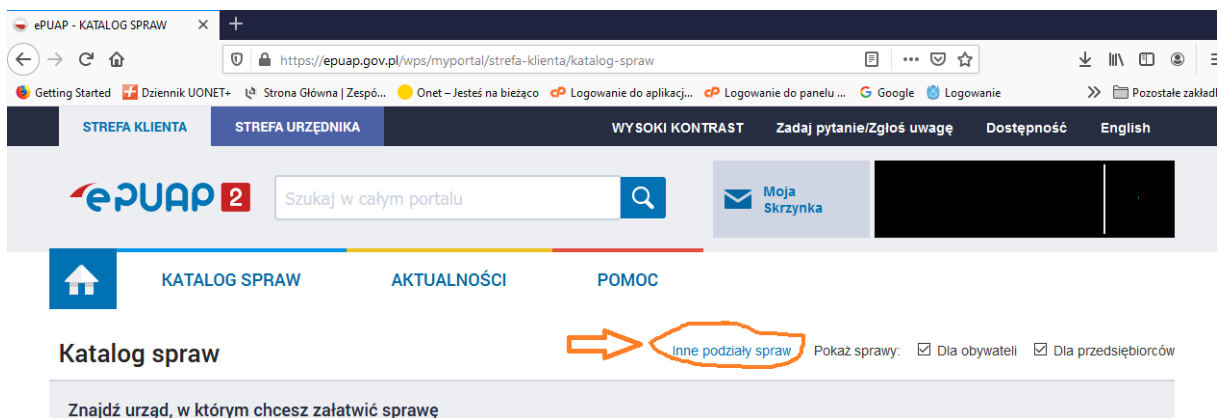 ePUAP - KATALOG SPRAW
https://epuap.gov.pl/wps/myportal/strefa-klienta/katalog-spraw
Getting Started Dziennik UONET+ Strona Główna | Zespó... Onet – Jesteś na bieżąco Logowanie do aplikacj... Logowanie do panelu ... Google Logowanie Pozostałe zakład
STREFA KLIENTA STREFA URZĘDNIKA WYSOKI KONTRAST Zadaj pytanie/Zgłoś uwagę Dostępność English
ePUAP 2 Szukaj w całym portalu Moja
Skrzynka
KATALOG SPRAW AKTUALNOŚCI POMOC
Katalog spraw Inne podziały spraw Pokaż sprawy: Dla obywateli Dla przedsiębiorców
Znajdź urząd, w którym chcesz załatwić sprawę